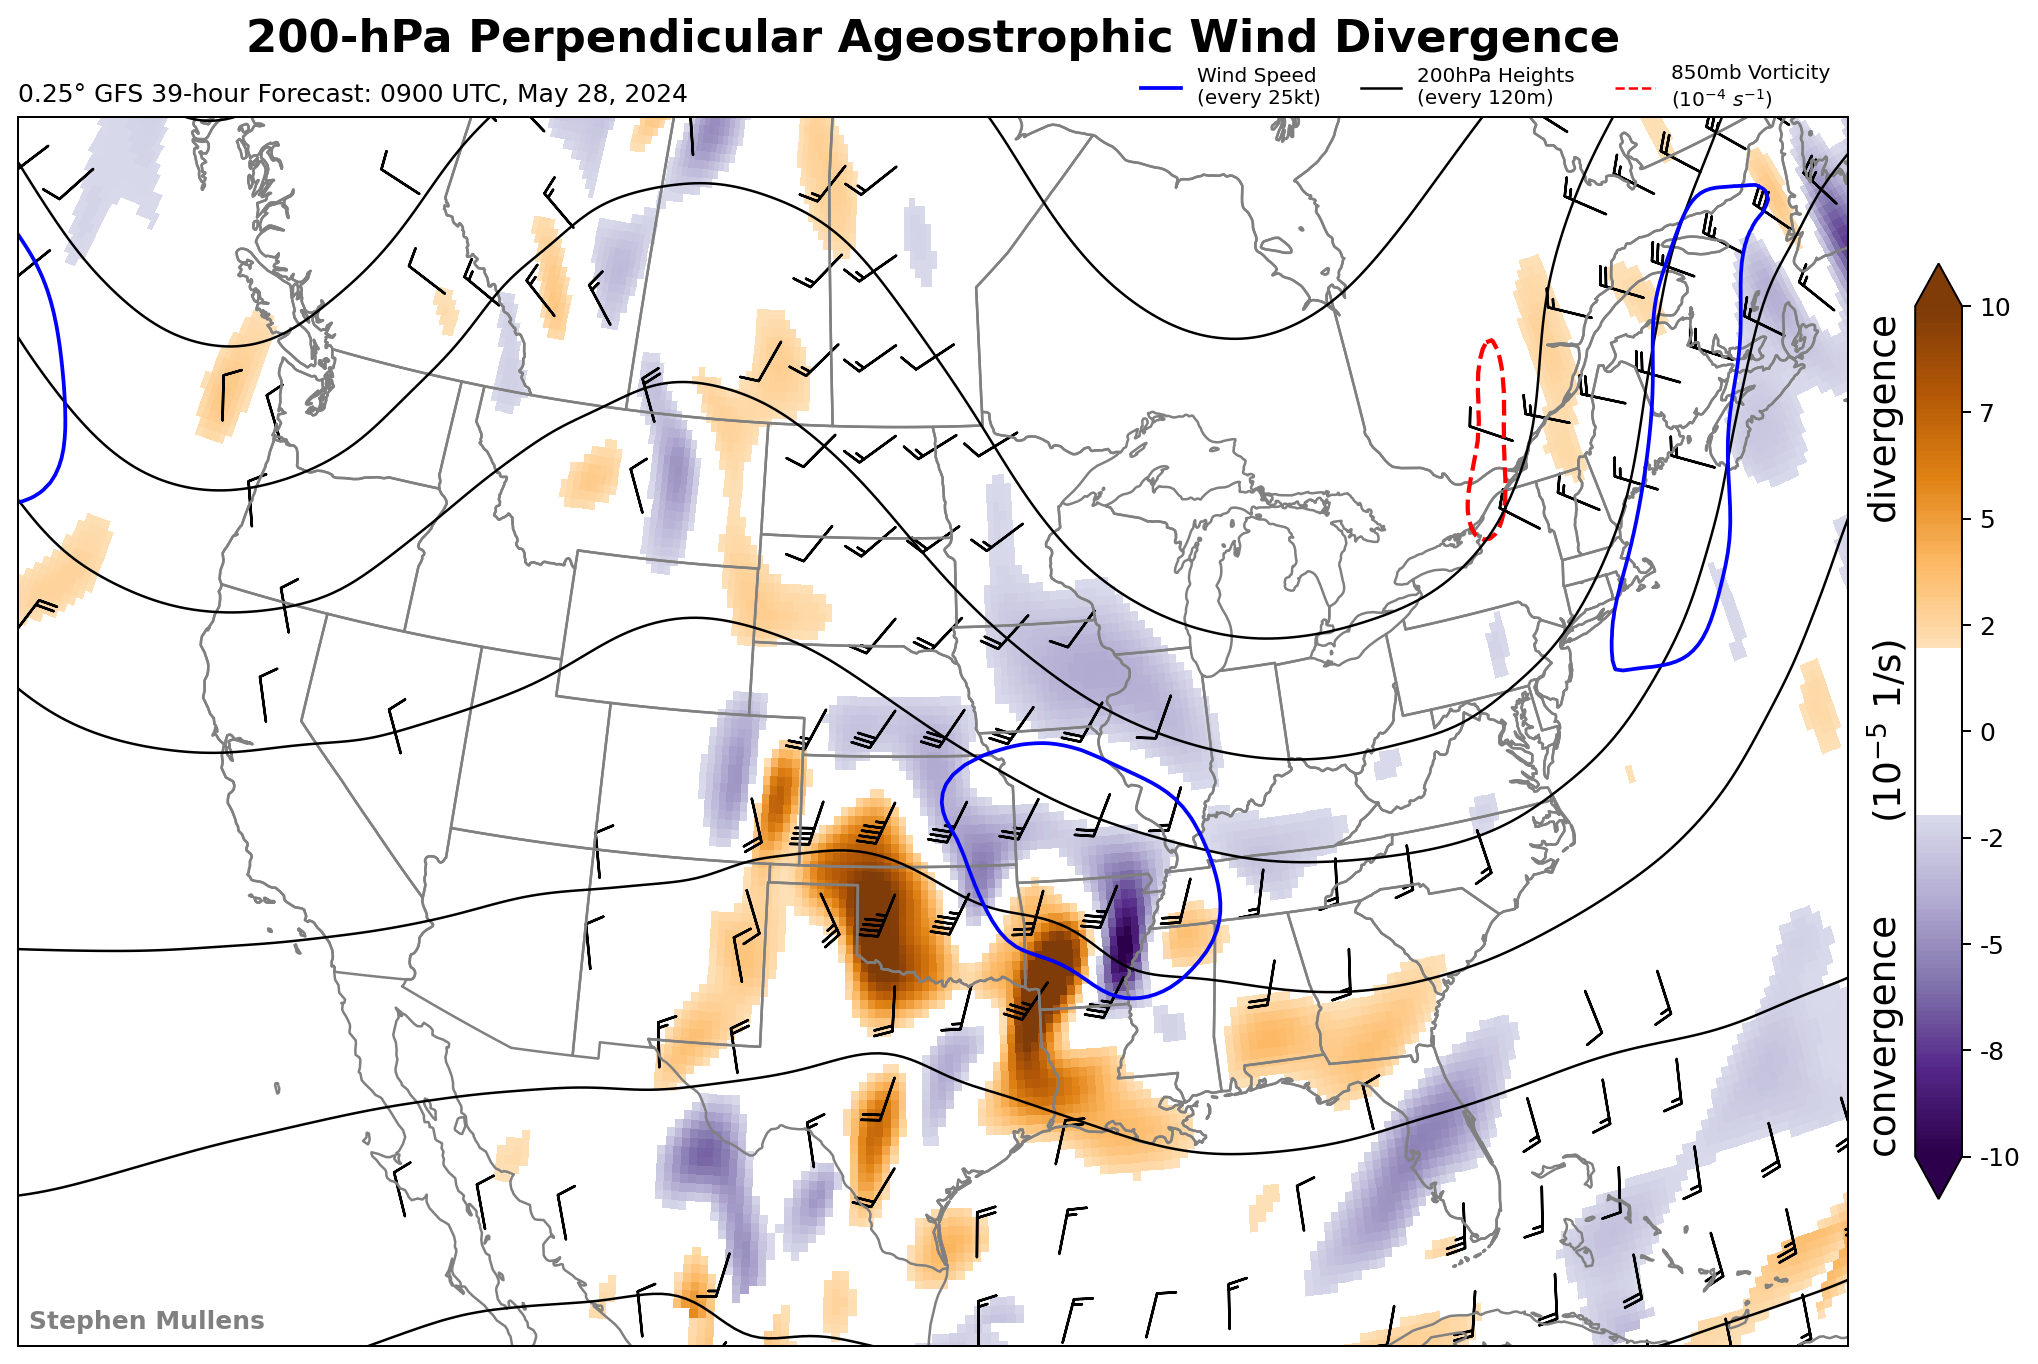 200-hPa Perpendicular Ageostrophic Wind Divergence
0.25° GFS 39-hour Forecast: 0900 UTC, May 28, 2024
Wind Speed
(every 25kt)
200hPa Heights
(every 120m)
850mb Vorticity
(10⁻⁴ s⁻¹)
10
7
5
2
0
-2
-5
-8
-10
convergence (10⁻⁵ 1/s) divergence
Stephen Mullens